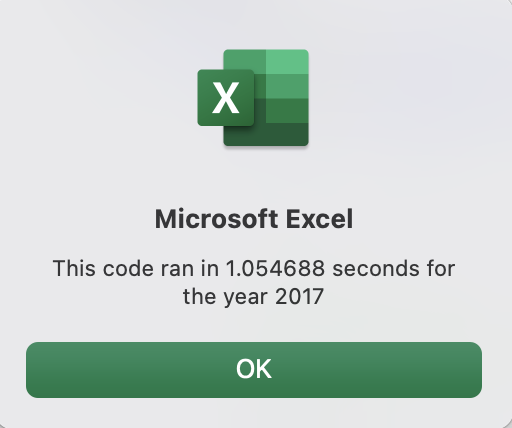 X
Microsoft Excel
This code ran in 1.054688 seconds for
the year 2017
OK